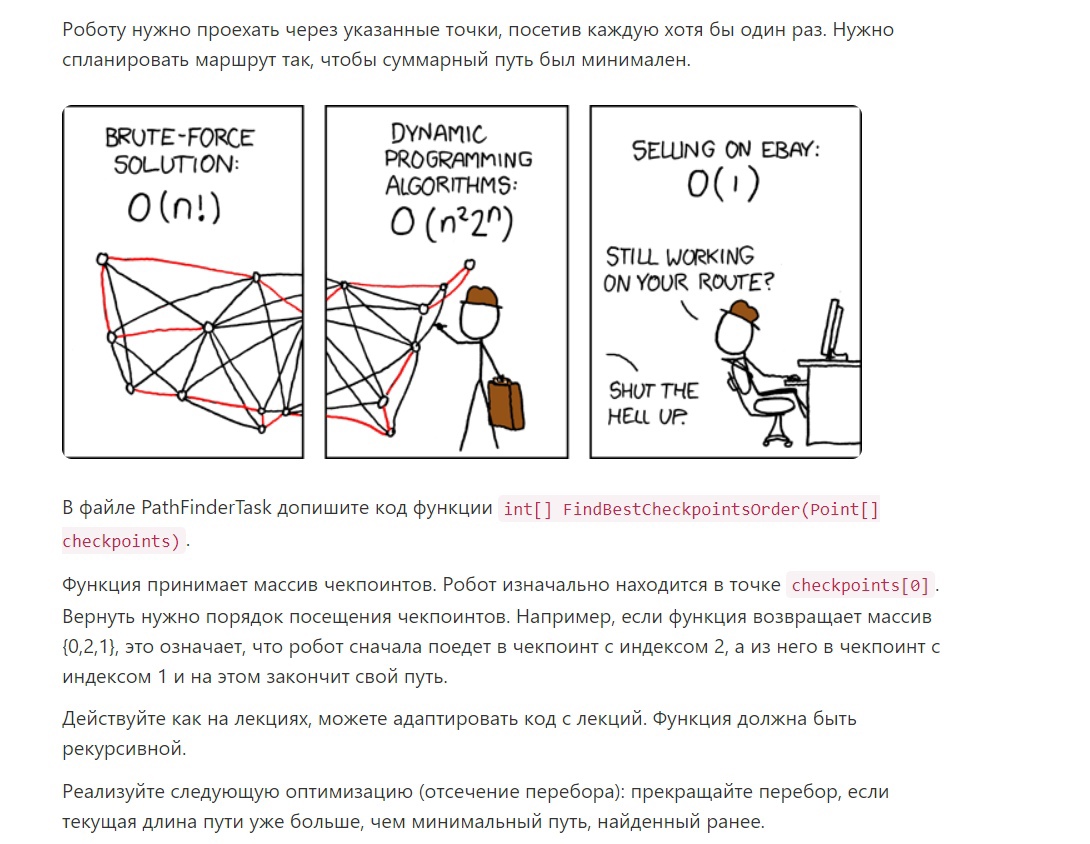 Роботу нужно проехать через указанные точки, посетив каждую хотя бы один раз. Нужно
спланировать маршрут так, чтобы суммарный путь был минимален.
BRUTE-FORCE
SOLUTION:
O(n!)
DYNAMIC
PROGRAMMING
ALGORITHMS:
O(n²2ⁿ)
SELLING ON EBAY:
O(1)
STILL WORKING
ON YOUR ROUTE?
SHUT THE
HELL UP.
В файле PathFinderTask допишите код функции int[] FindBestCheckpointsOrder(Point[]
checkpoints).
Функция принимает массив чекпоинтов. Робот изначально находится в точке checkpoints[0].
Вернуть нужно порядок посещения чекпоинтов. Например, если функция возвращает массив
{0,2,1}, это означает, что робот сначала поедет в чекпоинт с индексом 2, а из него в чекпоинт с
индексом 1 и на этом закончит свой путь.
Действуйте как на лекциях, можете адаптировать код с лекций. Функция должна быть
рекурсивной.
Реализуйте следующую оптимизацию (отсечение перебора): прекращайте перебор, если
текущая длина пути уже больше, чем минимальный путь, найденный ранее.